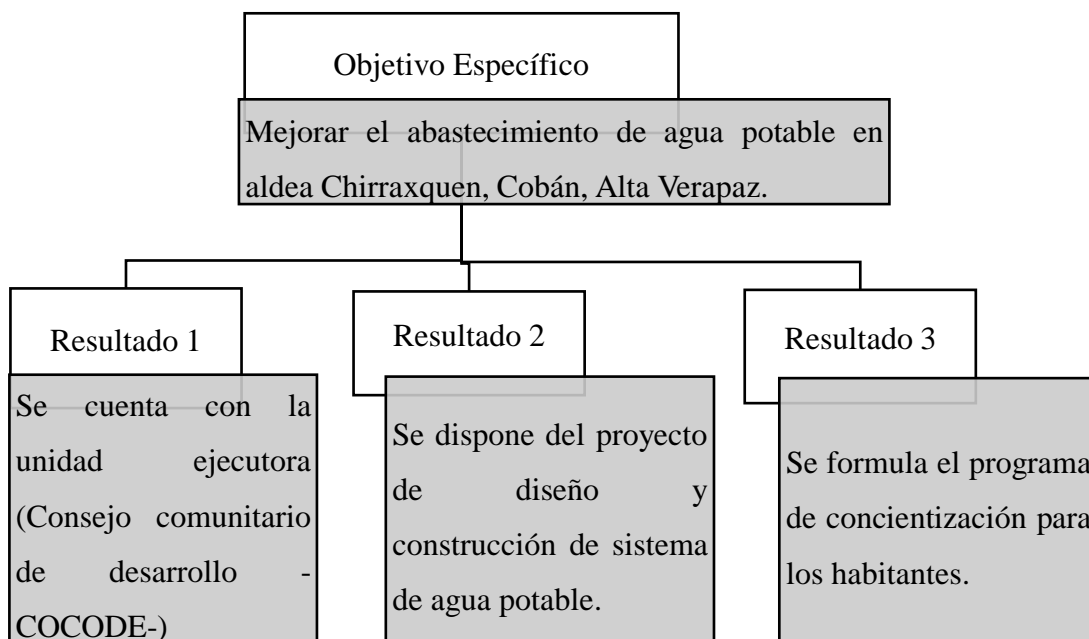 Objetivo Específico
Mejorar el abastecimiento de agua potable en
aldea Chirraxquen, Cobán, Alta Verapaz.
Resultado 1
Se cuenta con la
unidad ejecutora
(Consejo comunitario
de desarrollo -
COCODE-)
Resultado 2
Se dispone del proyecto
de diseño y
construcción de sistema
de agua potable.
Resultado 3
Se formula el programa
de concientización para
los habitantes.